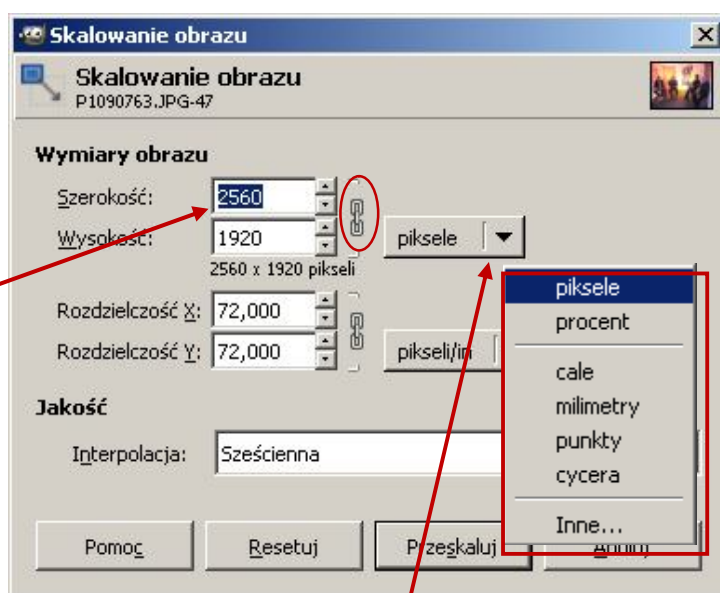 Skalowanie obrazu
Skalowanie obrazu
P1090763.JPG-47
Wymiary obrazu
Szerokość: 2560
Wysokość: 1920 piksele
2560 x 1920 pikseli
Rozdzielczość X: 72,000
Rozdzielczość Y: 72,000 pikseli/in
Jakość
Interpolacja: Sześcienna
piksele
procent
cale
milimetry
punkty
cycera
Inne...
Pomoc Resetuj Przeskaluj Anuluj